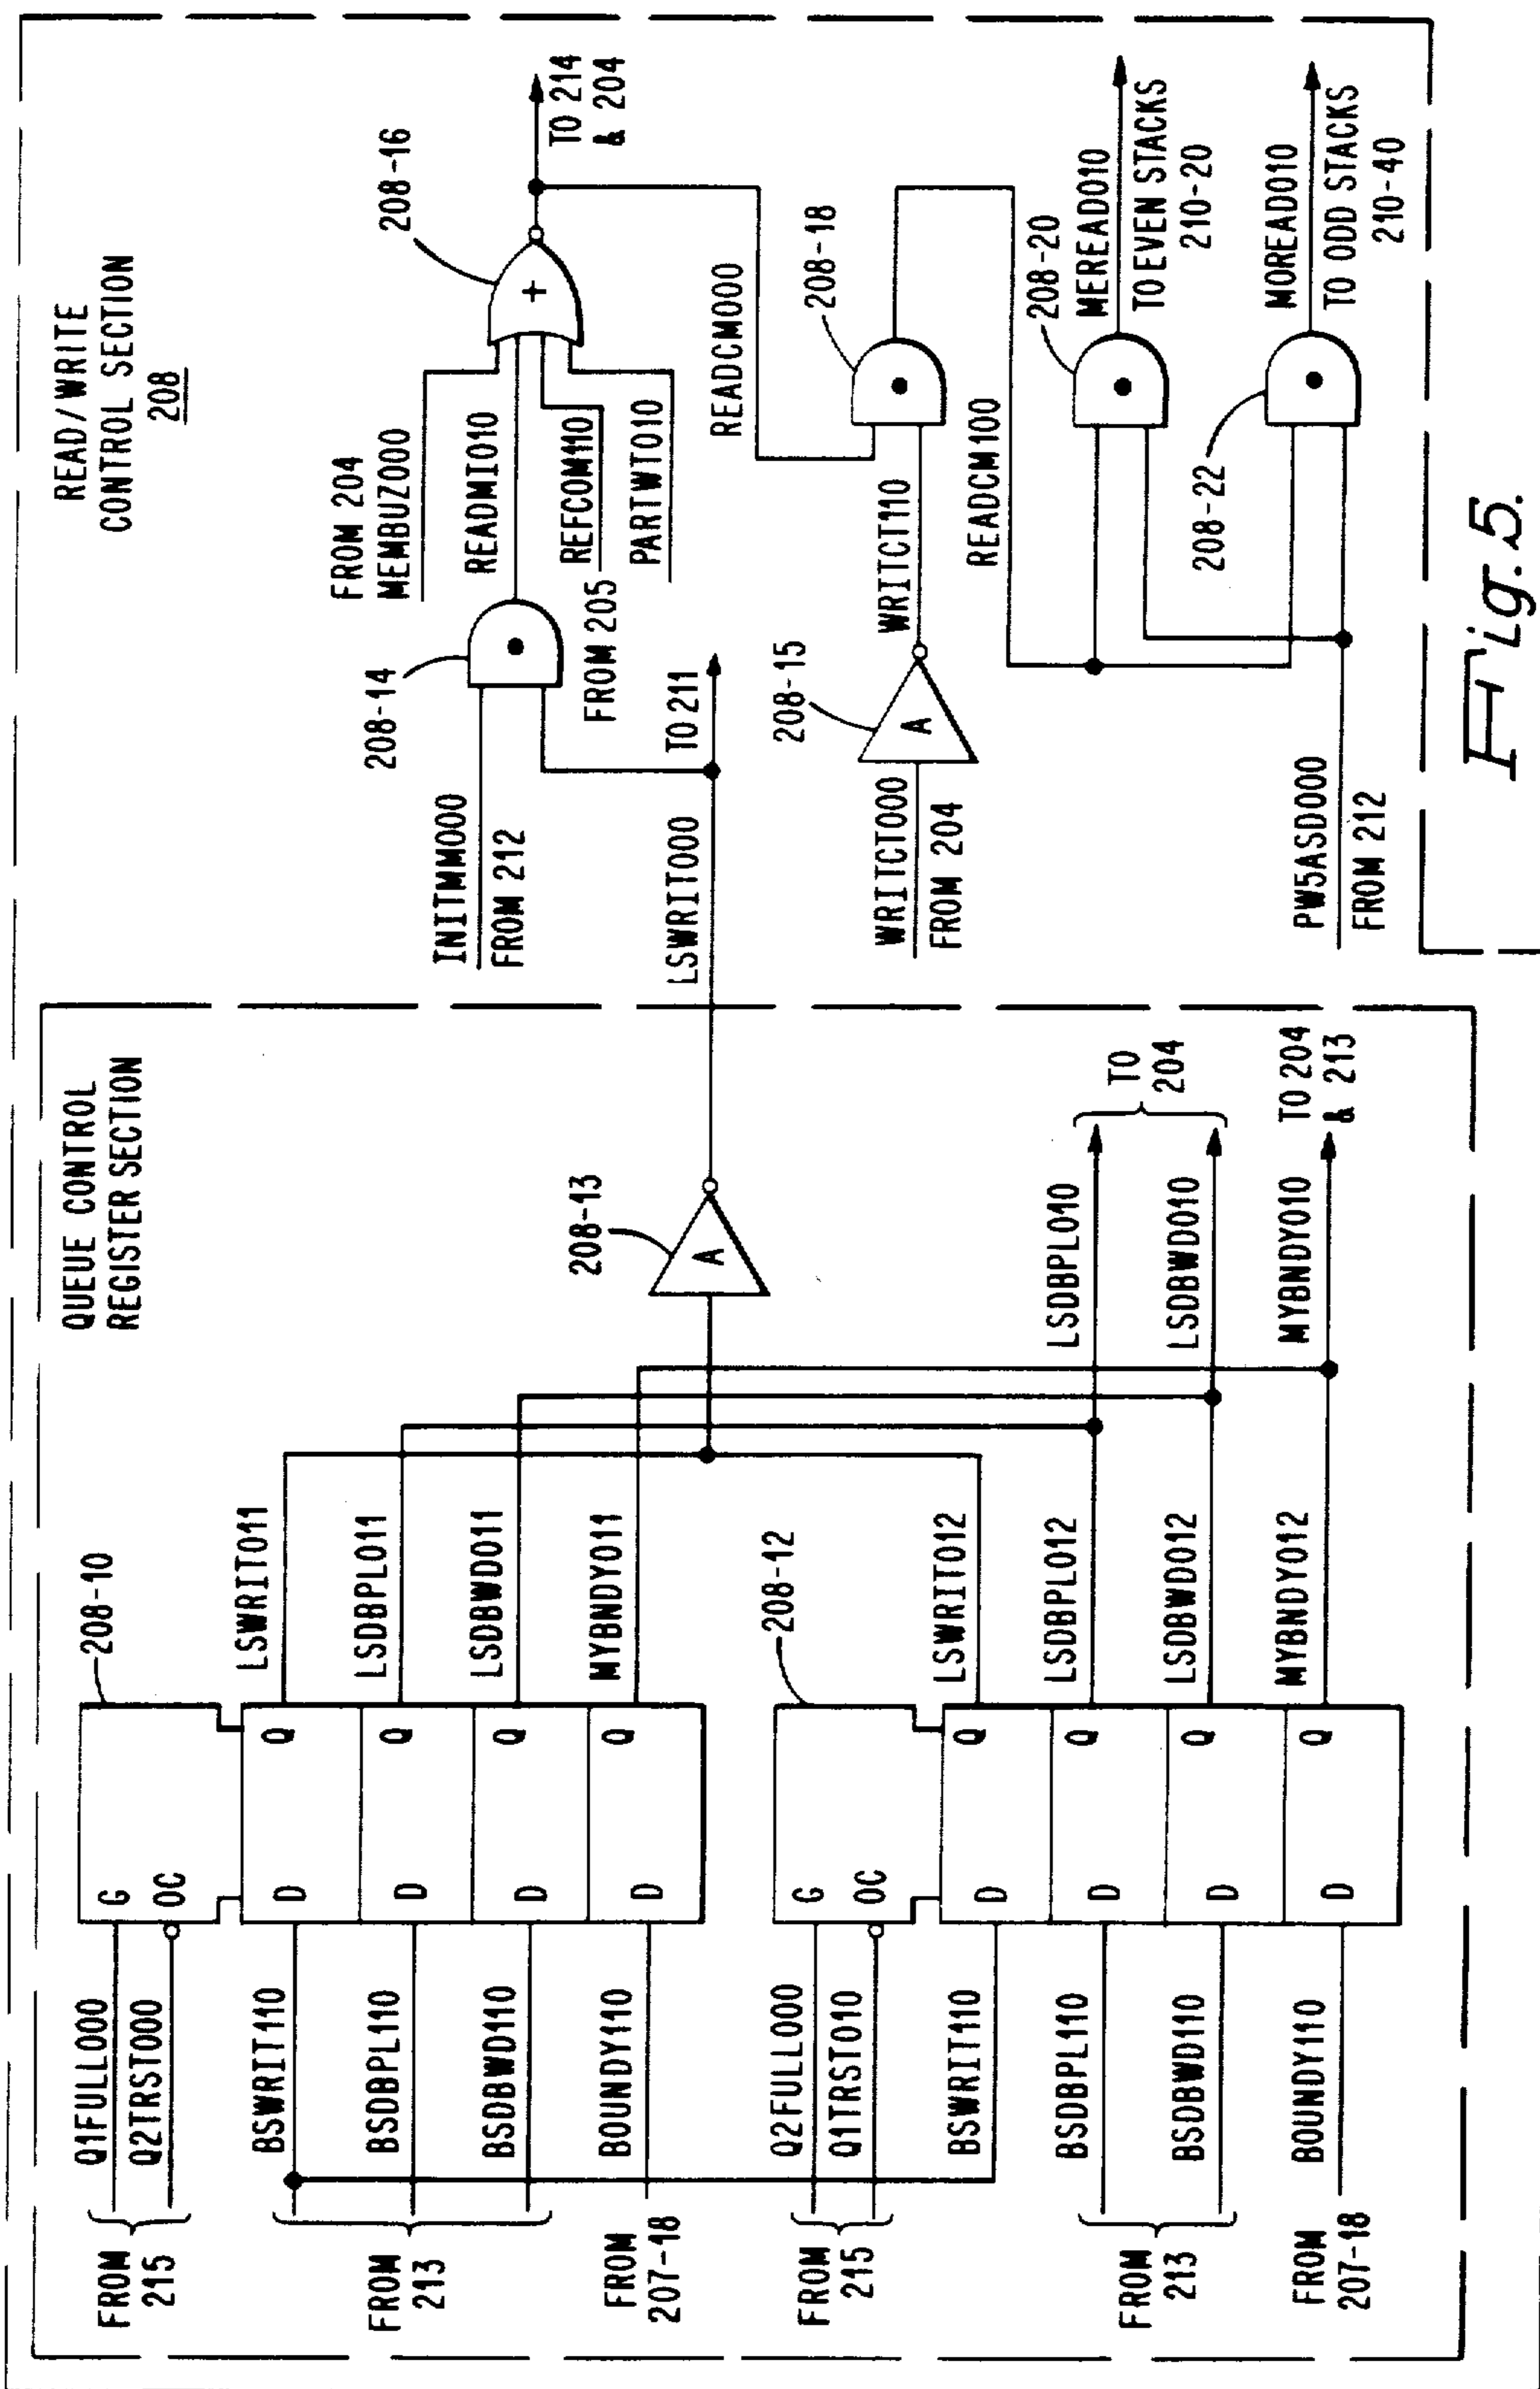 READ/WRITE
CONTROL SECTION
208
QUEUE CONTROL
REGISTER SECTION
208-10
Q1FULL000
Q2TRST000
FROM
215
G
OC
BSWRIT110
BSDBPL110
BSDBWD110
FROM
213
BOUNDY110
FROM
207-18
D
Q
D
Q
D
Q
D
Q
LSWRIT011
LSDBPL011
LSDBWD011
MYBNDY011
208-12
Q2FULL000
Q1TRST010
FROM
215
G
OC
BSWRIT110
BSDBPL110
BSDBWD110
FROM
213
BOUNDY110
FROM
207-18
D
Q
D
Q
D
Q
D
Q
LSWRIT012
LSDBPL012
LSDBWD012
MYBNDY012
208-13
A
LSDBPL010
LSDBWD010
TO
204
MYBNDY010
TO 204
& 213
LSWRIT000
TO 211
INITMM000
FROM 212
208-14
FROM 204
MEMBUZ000
READMI010
REFCOM110
FROM 205
PARTWT010
208-16
+
TO 214
& 204
READCM000
WRITCT000
FROM 204
208-15
A
WRITCT110
208-18
READCM100
208-20
MEREAD010
TO EVEN STACKS
210-20
208-22
MOREAD010
TO ODD STACKS
210-40
PW5ASD000
FROM 212
Fig. 5.